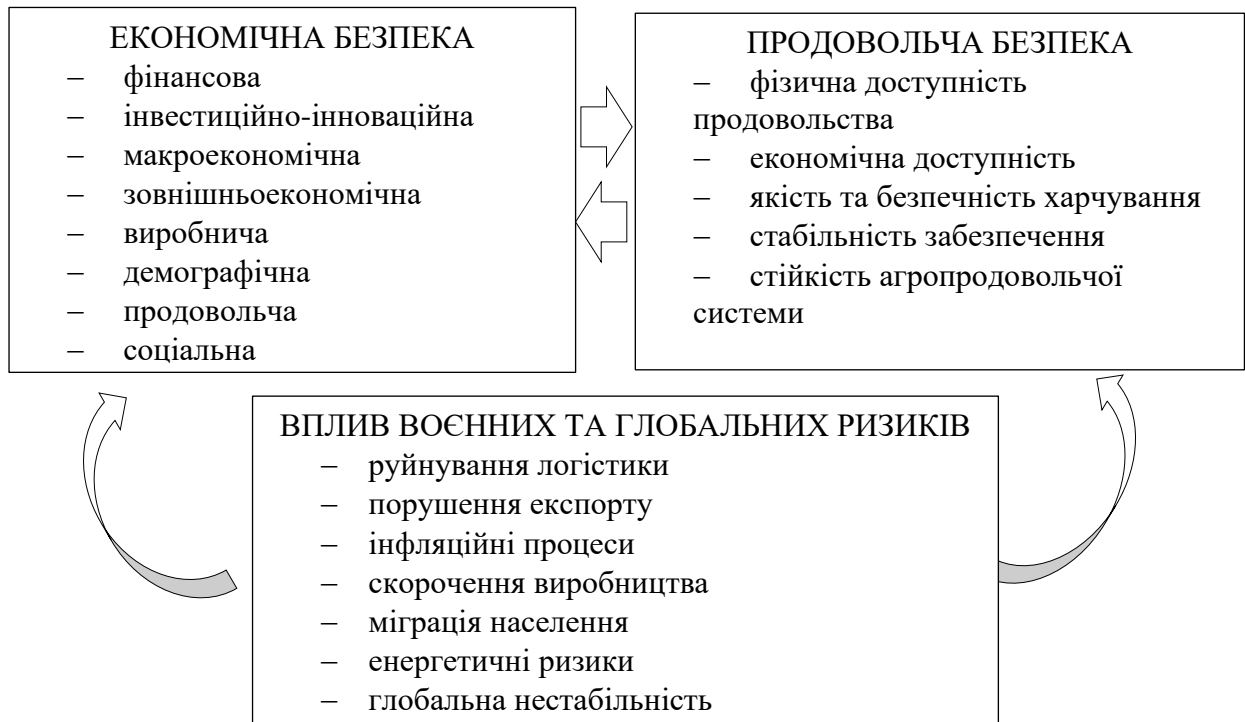 ЕКОНОМІЧНА БЕЗПЕКА
– фінансова
– інвестиційно-інноваційна
– макроекономічна
– зовнішньоекономічна
– виробнича
– демографічна
– продовольча
– соціальна
ПРОДОВОЛЬЧА БЕЗПЕКА
– фізична доступність
продовольства
– економічна доступність
– якість та безпечність харчування
– стабільність забезпечення
– стійкість агропродовольчої
системи
ВПЛИВ ВОЄННИХ ТА ГЛОБАЛЬНИХ РИЗИКІВ
– руйнування логістики
– порушення експорту
– інфляційні процеси
– скорочення виробництва
– міграція населення
– енергетичні ризики
– глобальна нестабільність